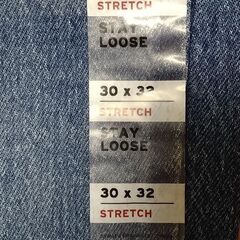 STRETCH
STAY
LOOSE
30 x 32
STRETCH
STAY
LOOSE
30 x 32
STRETCH